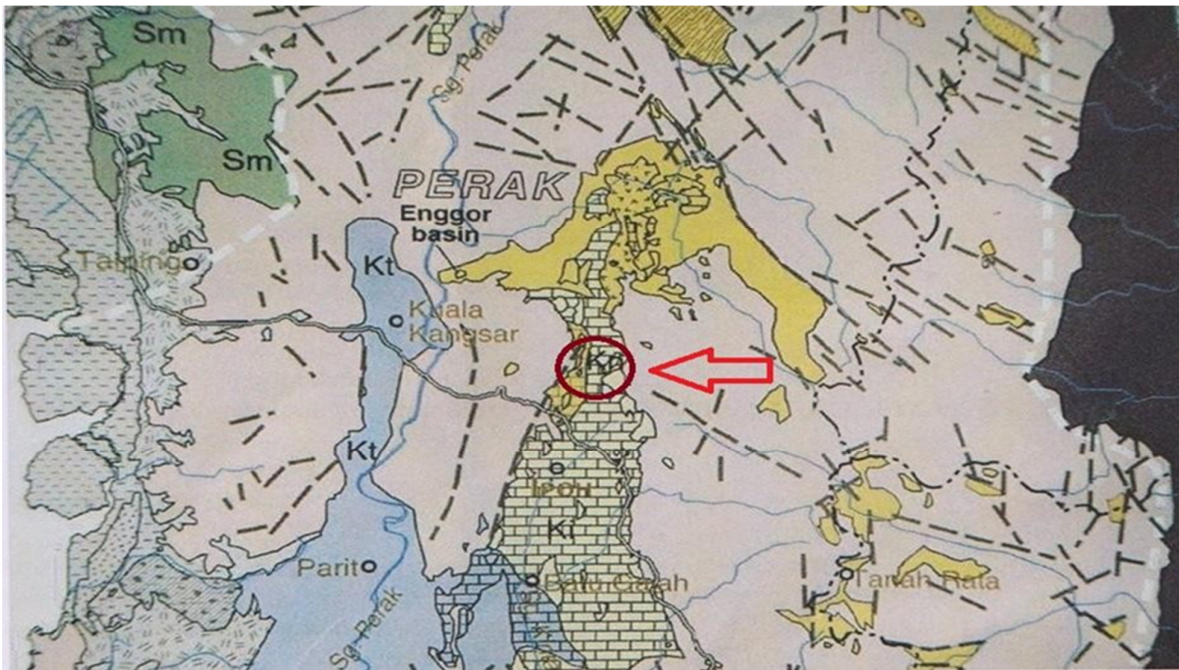 Sm
Sg. Perak
Sm
PERAK
Enggor
basin
Taiping
Kt
Kuala
Kangsar
Kt
IPOH
Ki
Parit
Batu Gajah
Tanah Rata
Sg. Perak